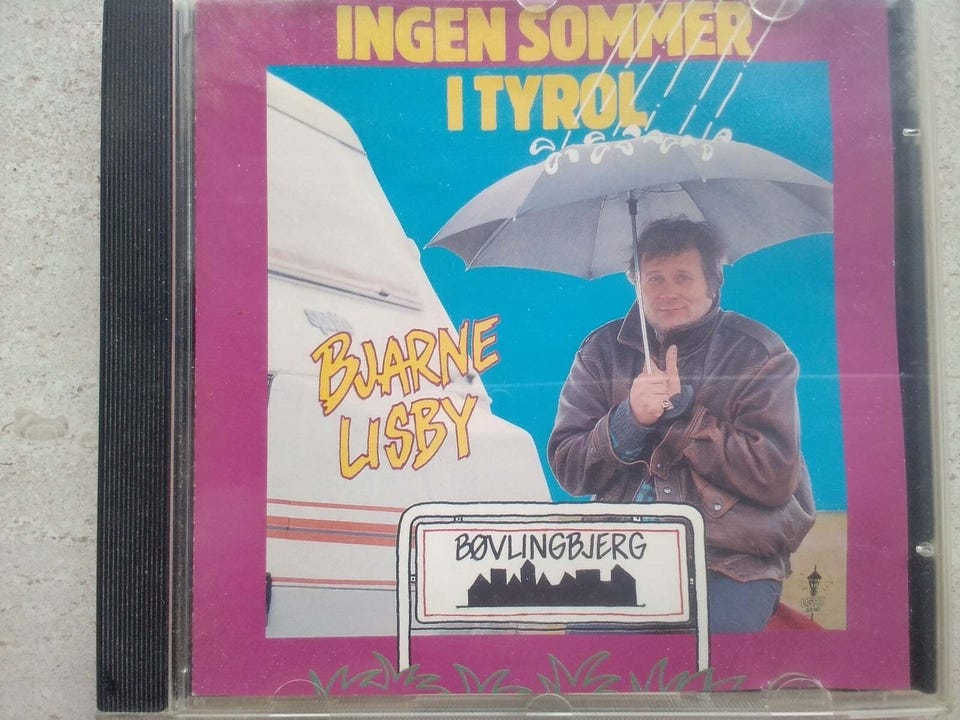 INGEN SOMMER
I TYROL
BJARNE
LISBY
BØVLINGBJERG